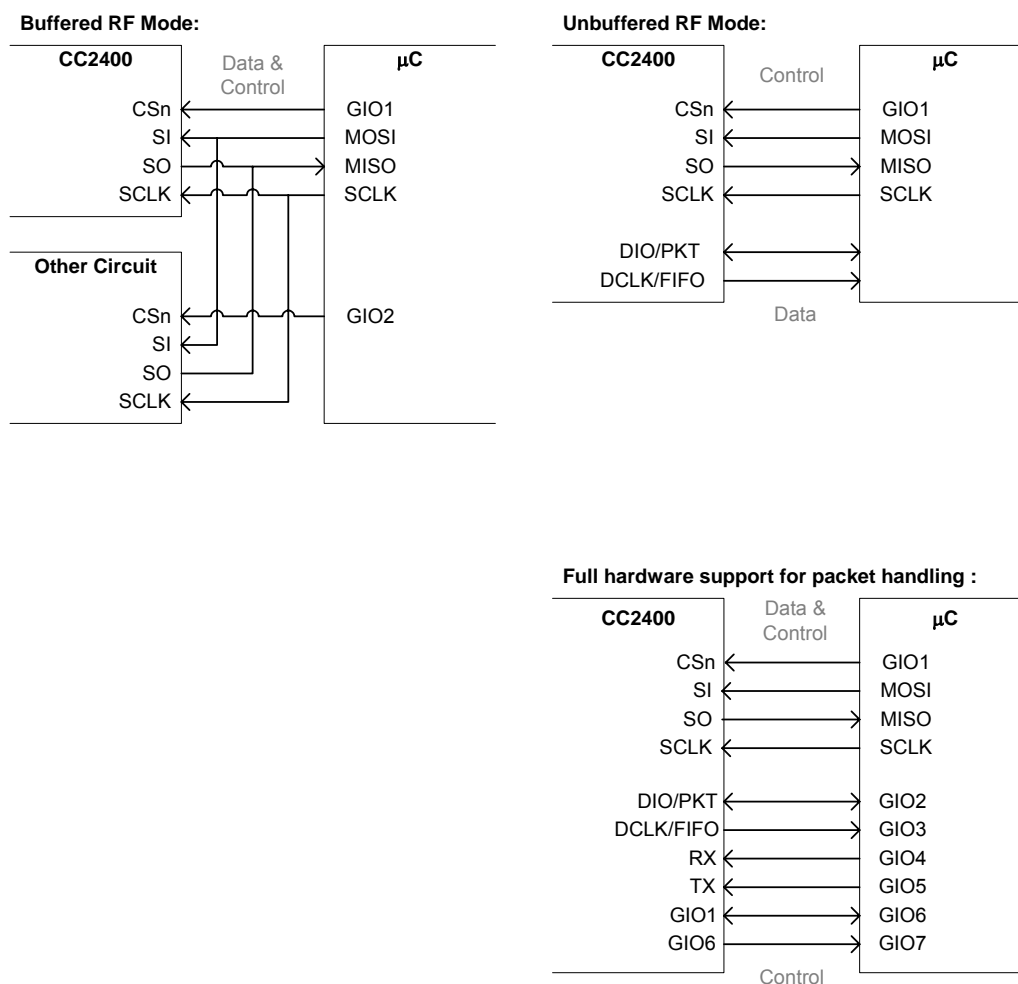 Buffered RF Mode:
CC2400
Data &
Control
μC
CSn
GIO1
SI
MOSI
SO
MISO
SCLK
SCLK
Other Circuit
CSn
GIO2
SI
SO
SCLK
Unbuffered RF Mode:
CC2400
Control
μC
CSn
GIO1
SI
MOSI
SO
MISO
SCLK
SCLK
DIO/PKT
DCLK/FIFO
Data
Full hardware support for packet handling :
CC2400
Data &
Control
μC
CSn
GIO1
SI
MOSI
SO
MISO
SCLK
SCLK
DIO/PKT
GIO2
DCLK/FIFO
GIO3
RX
GIO4
TX
GIO5
GIO1
GIO6
GIO6
GIO7
Control